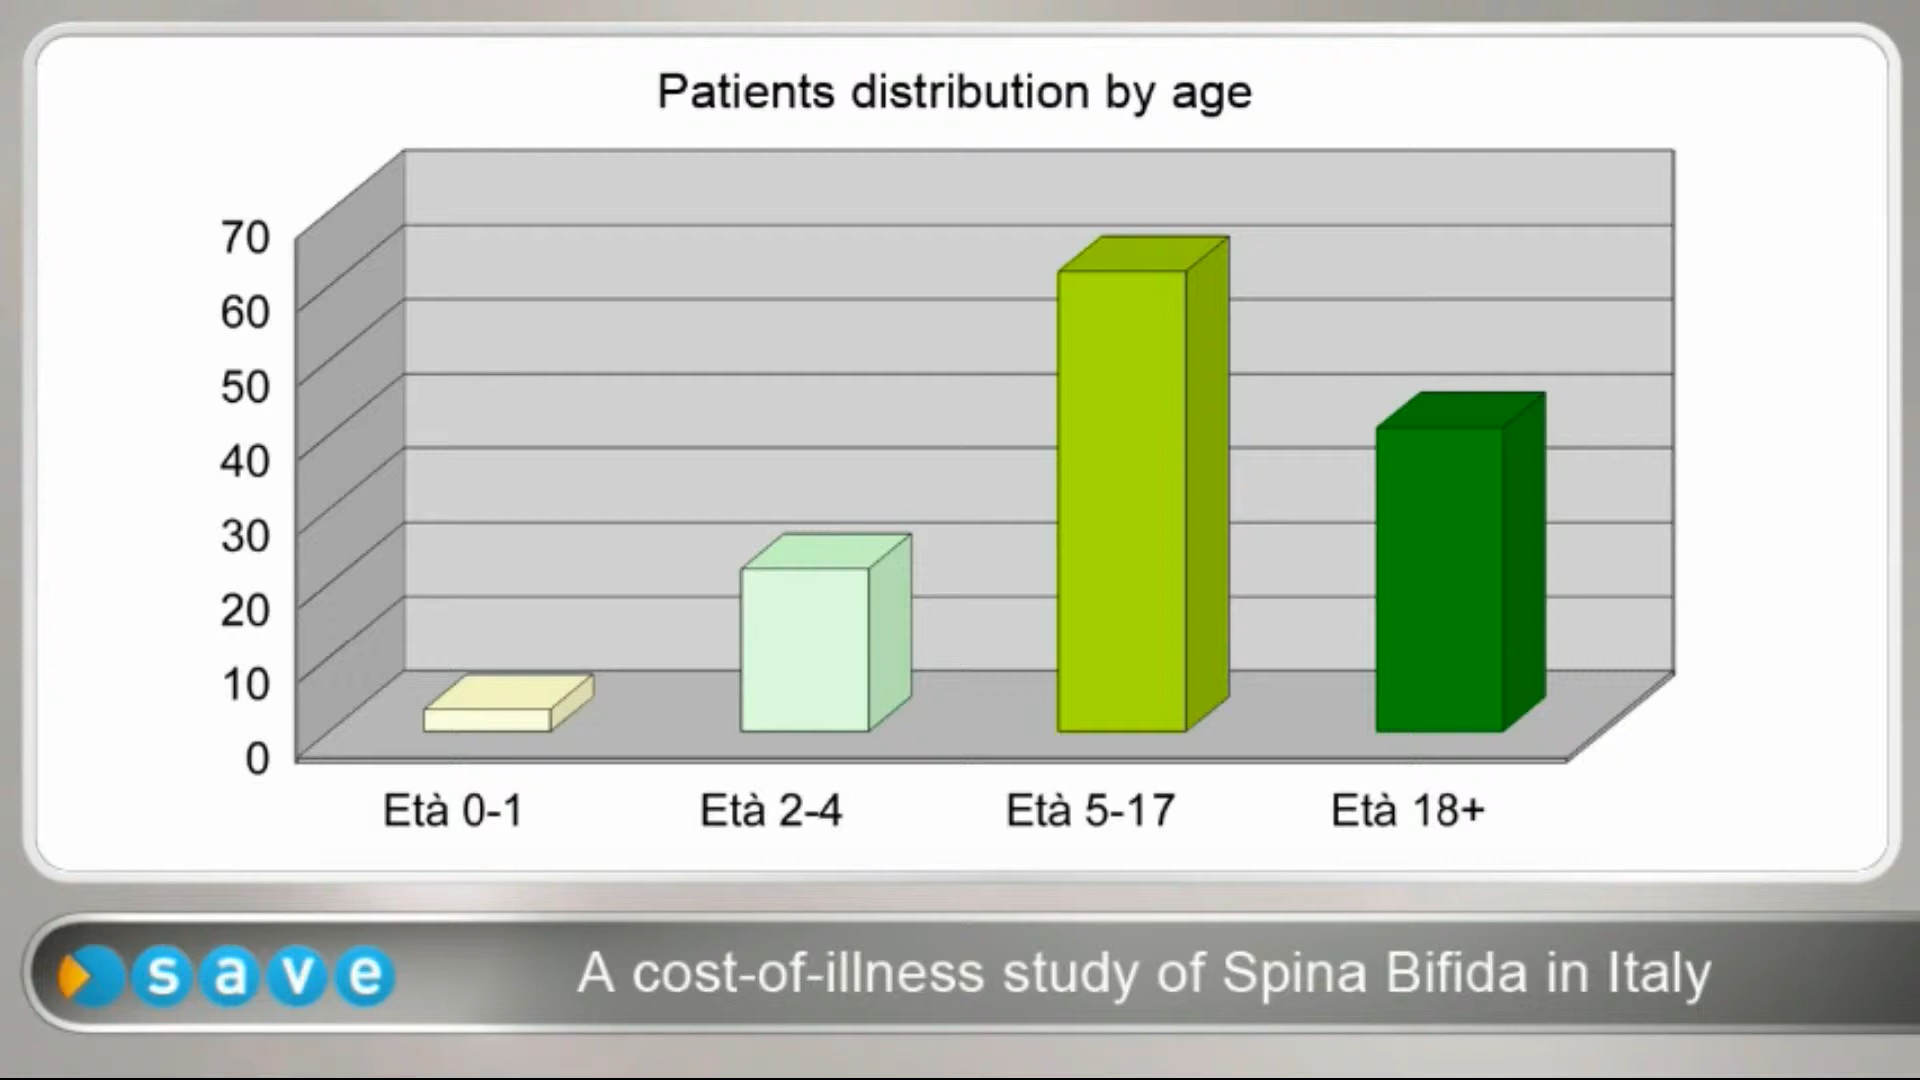 Patients distribution by age
70
60
50
40
30
20
10
0
Età 0-1 Età 2-4 Età 5-17 Età 18+
save
A cost-of-illness study of Spina Bifida in Italy